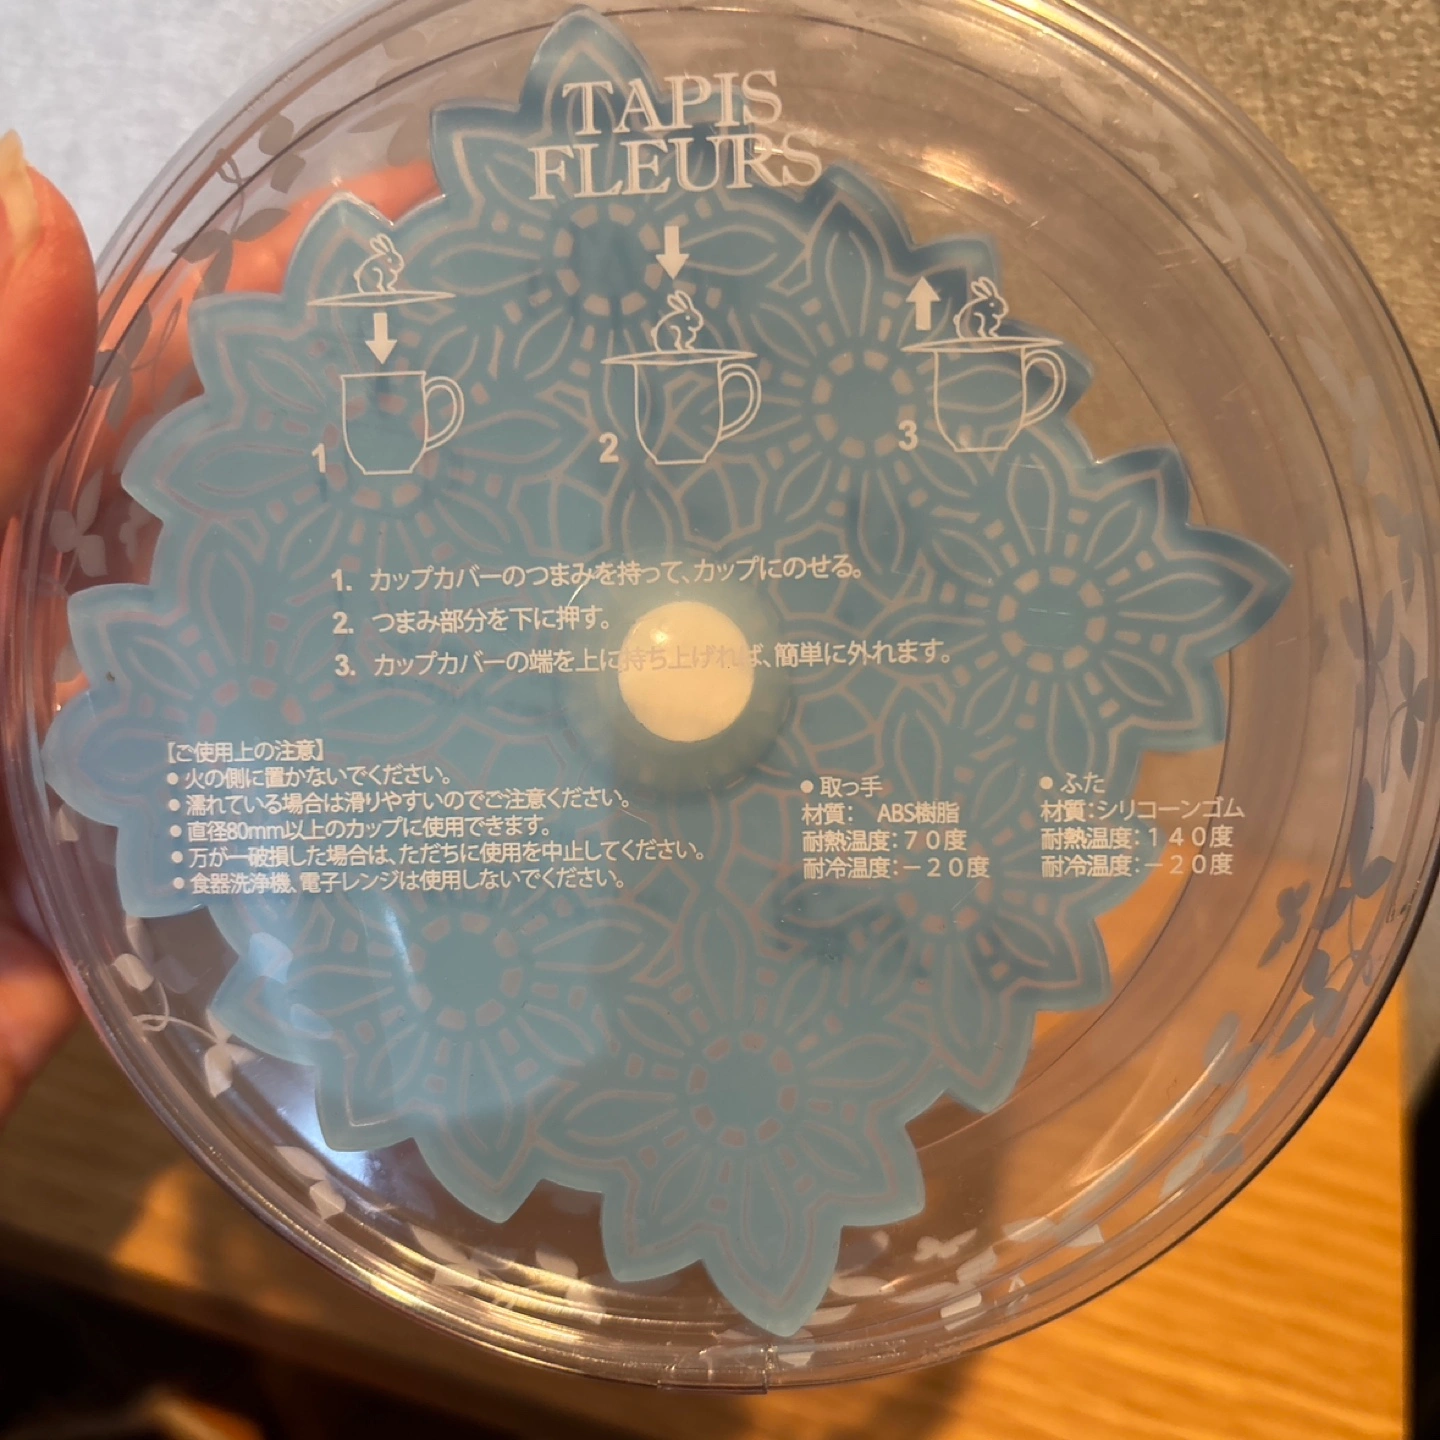 TAPIS
FLEURS
1
2
3
1. カップカバーのつまみを持って、カップにのせる。
2. つまみ部分を下に押す。
3. カップカバーの端を上に持ち上げれば、簡単に外れます。
【ご使用上の注意】
●火の側に置かないでください。
●濡れている場合は滑りやすいのでご注意ください。
●直径80mm以上のカップに使用できます。
●万が一破損した場合は、ただちに使用を中止してください。
●食器洗浄機、電子レンジは使用しないでください。
●取っ手
材質: ABS樹脂
耐熱温度:70度
耐冷温度:−20度
●ふた
材質:シリコーンゴム
耐熱温度:140度
耐冷温度:−20度